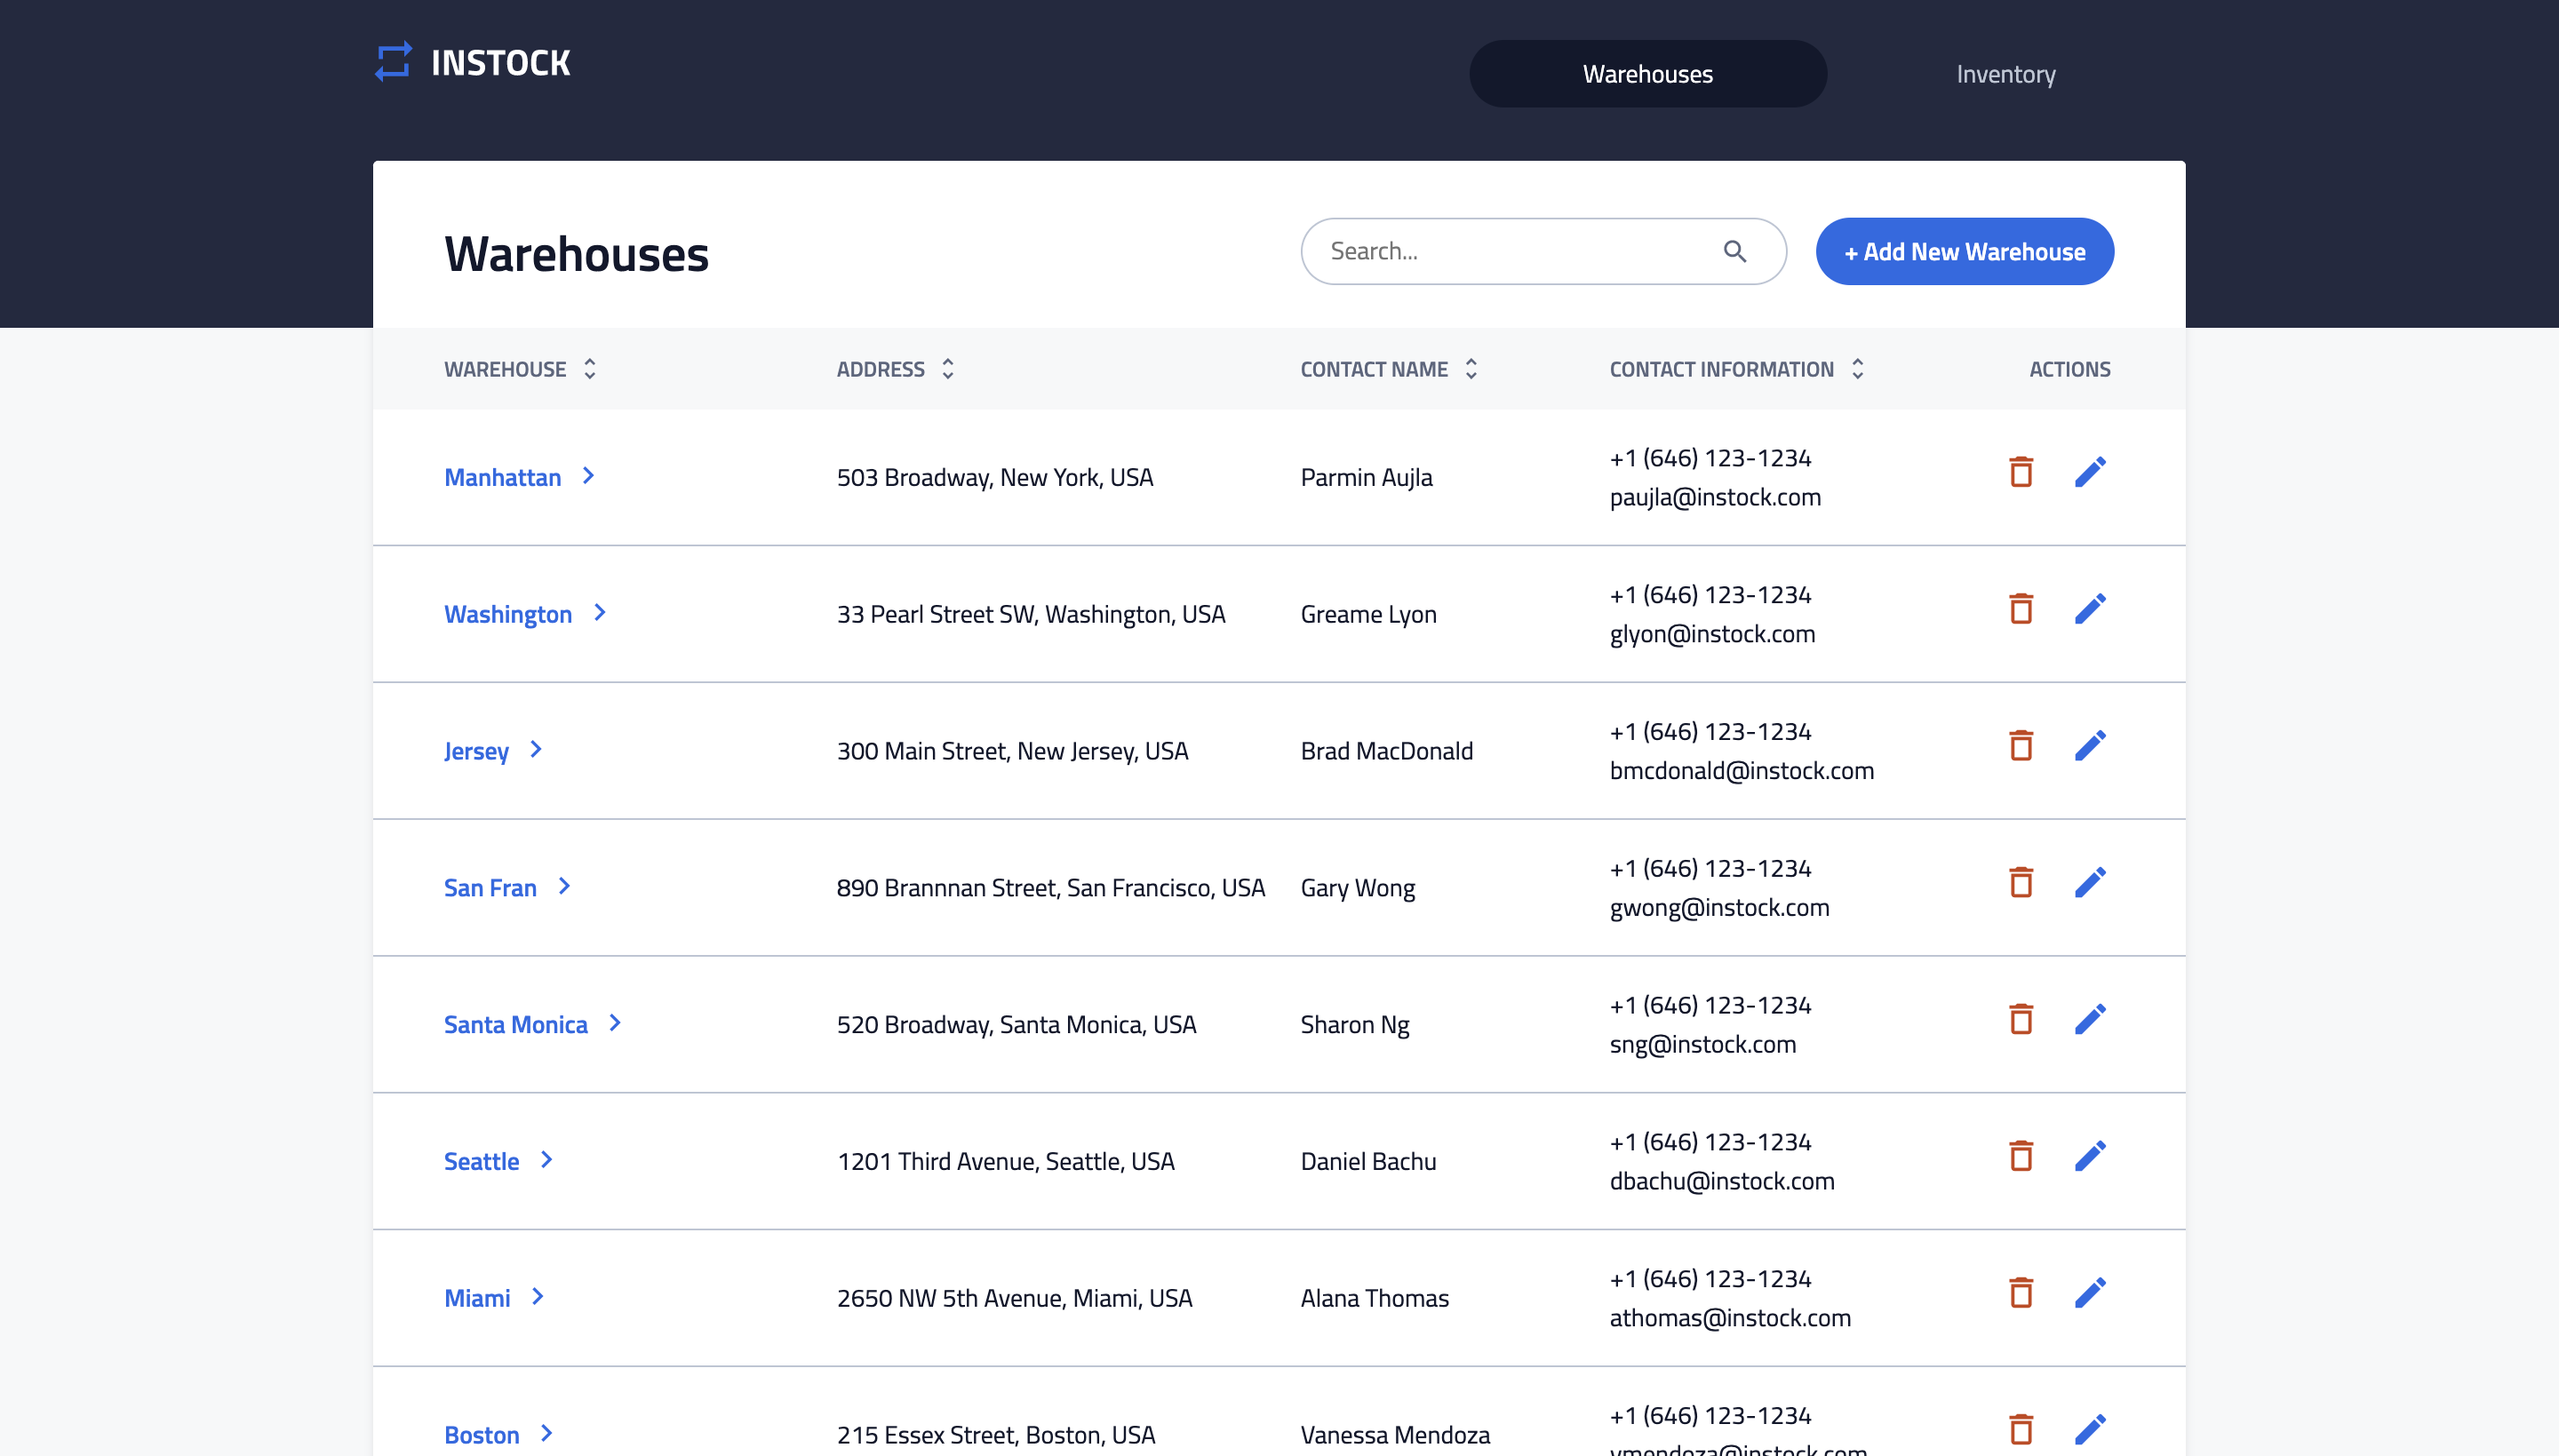 INSTOCK
Warehouses Inventory
Warehouses
Search...
+ Add New Warehouse
WAREHOUSE ADDRESS CONTACT NAME CONTACT INFORMATION ACTIONS
Manhattan 503 Broadway, New York, USA Parmin Aujla +1 (646) 123-1234
paujla@instock.com
Washington 33 Pearl Street SW, Washington, USA Greame Lyon +1 (646) 123-1234
glyon@instock.com
Jersey 300 Main Street, New Jersey, USA Brad MacDonald +1 (646) 123-1234
bmcdonald@instock.com
San Fran 890 Brannnan Street, San Francisco, USA Gary Wong +1 (646) 123-1234
gwong@instock.com
Santa Monica 520 Broadway, Santa Monica, USA Sharon Ng +1 (646) 123-1234
sng@instock.com
Seattle 1201 Third Avenue, Seattle, USA Daniel Bachu +1 (646) 123-1234
dbachu@instock.com
Miami 2650 NW 5th Avenue, Miami, USA Alana Thomas +1 (646) 123-1234
athomas@instock.com
Boston 215 Essex Street, Boston, USA Vanessa Mendoza +1 (646) 123-1234
vmendoza@instock.com